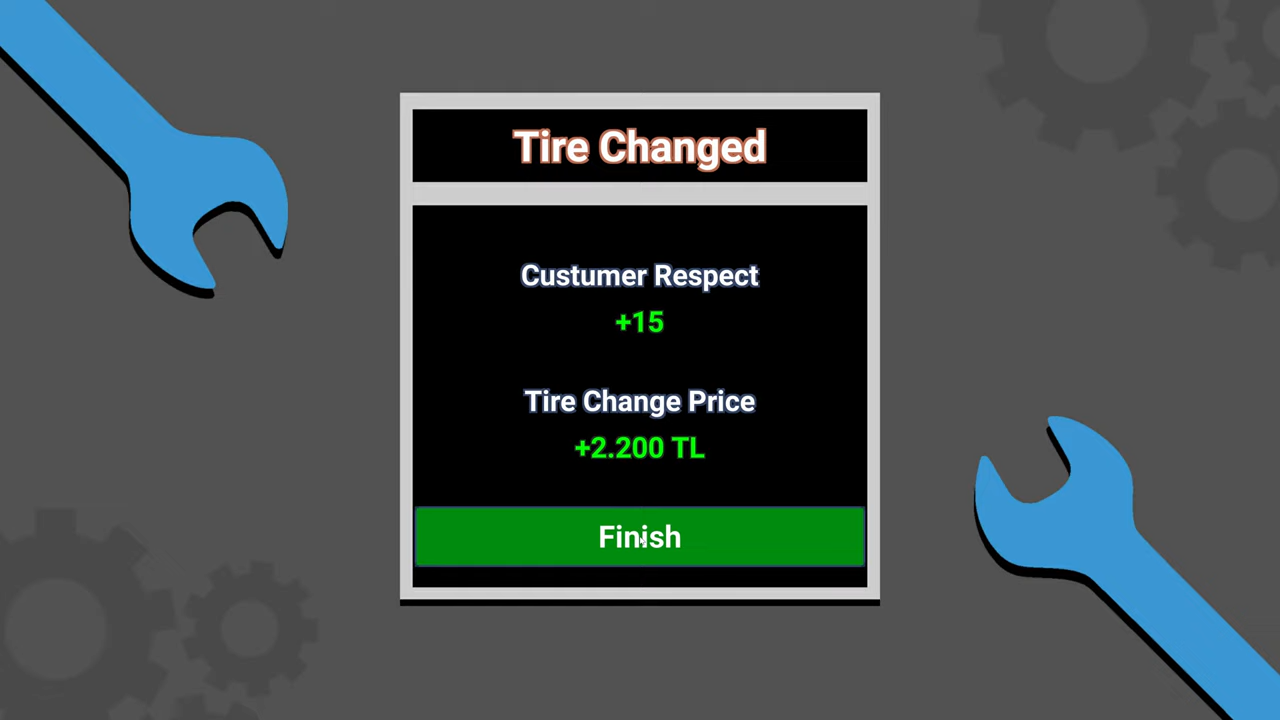 Tire Changed
Custumer Respect
+15
Tire Change Price
+2.200 TL
Finish